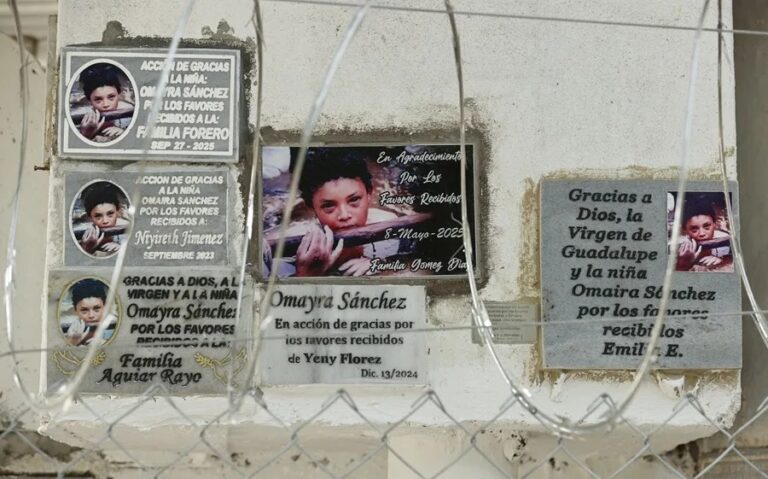 ACCIÓN DE GRACIAS
A LA NIÑA:
OMAYRA SÁNCHEZ
POR LOS FAVORES
RECIBIDOS A LA:
FAMILIA FORERO
SEP 27 - 2025
ACCION DE GRACIAS
A LA NIÑA
OMAYRA SANCHEZ
POR LOS FAVORES
RECIBIDOS A:
Niyireth Jimenez
SEPTIEMBRE 2023
GRACIAS A DIOS, A LA
VIRGEN Y A LA NIÑA
Omayra Sánchez
POR LOS FAVORES
RECIBIDOS
Familia
Aguiar Rayo
En Agradecimiento
Por Los
Favores Recibidos
8-Mayo-2025
Familia Gomez Dia
Omayra Sánchez
En acción de gracias por
los favores recibidos
de Yeny Florez
Dic. 13/2024
Gracias a
Dios, la
Virgen de
Guadalupe
y la niña
Omaira Sánchez
por los favores
recibidos
Emilia E.